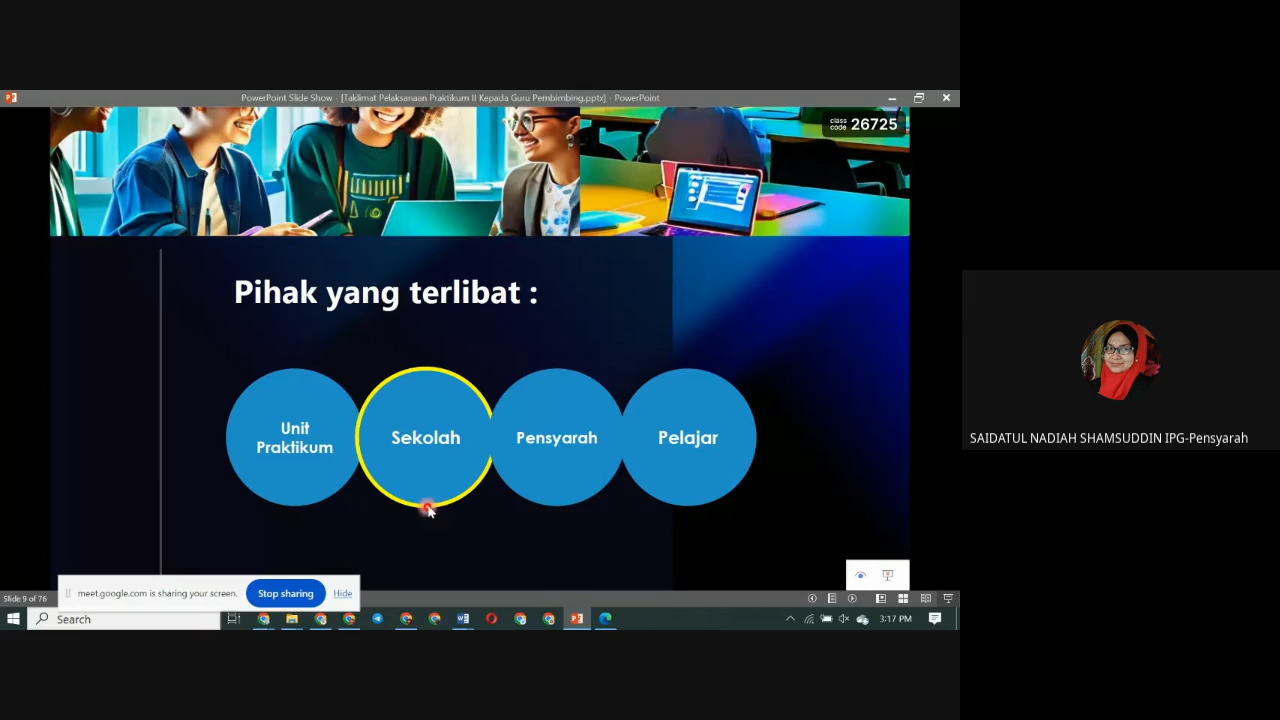 PowerPoint Slide Show - [Taklimat Pelaksanaan Praktikum II Kepada Guru Pembimbing.pptx] - PowerPoint
class code 26725
Pihak yang terlibat :
Unit
Praktikum
Sekolah
Pensyarah
Pelajar
SAIDATUL NADIAH SHAMSUDDIN IPG-Pensyarah
meet.google.com is sharing your screen.
Stop sharing
Hide
Slide 9 of 76
Search
3:17 PM